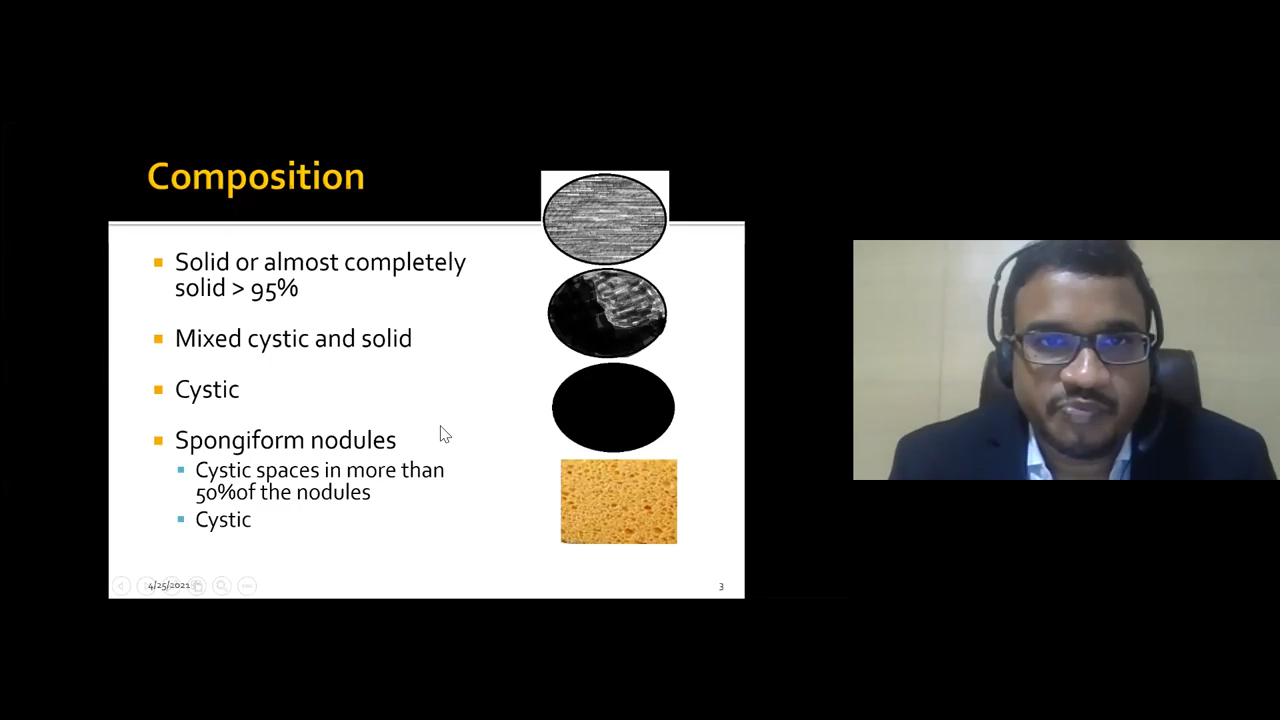 Composition
Solid or almost completely
solid > 95%
Mixed cystic and solid
Cystic
Spongiform nodules
Cystic spaces in more than
50%of the nodules
Cystic
4/25/2021
3